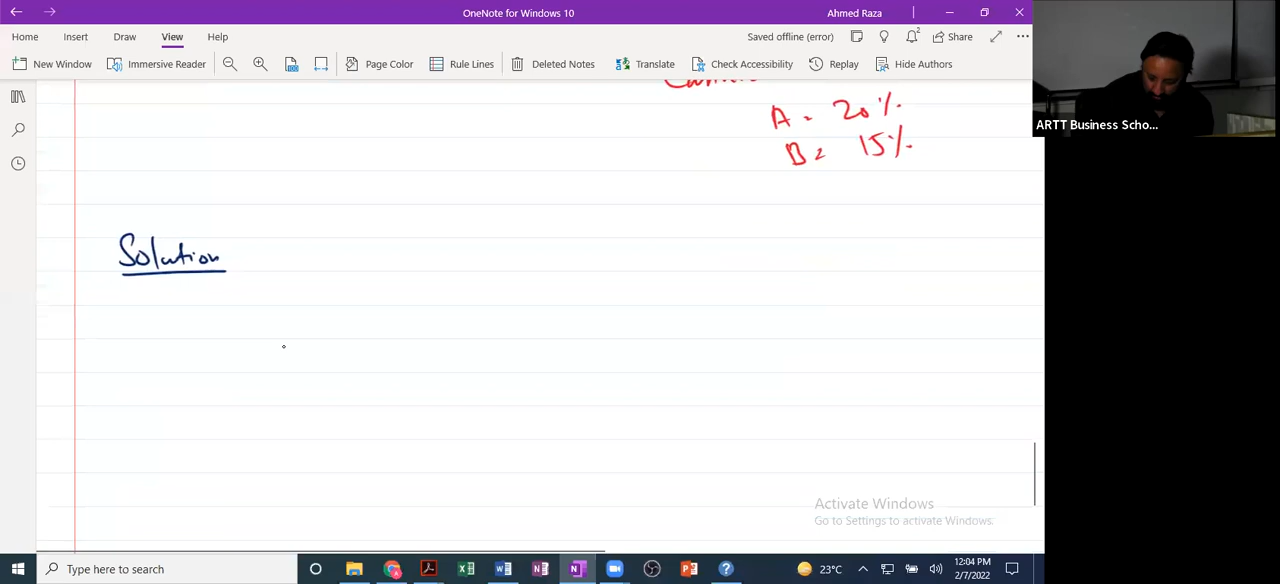 OneNote for Windows 10
Ahmed Raza
Home Insert Draw View Help
Saved offline (error)
2
Share
New Window Immersive Reader Page Color Rule Lines Deleted Notes Translate Check Accessibility Replay Hide Authors
A = 20%
B = 15%
ARTT Business Scho...
Solution
Activate Windows
Go to Settings to activate Windows.
Type here to search
23°C
12:04 PM
2/7/2022